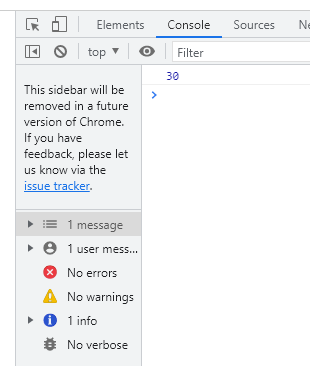 Elements Console Sources
top Filter
30
This sidebar will be
removed in a future
version of Chrome.
If you have
feedback, please let
us know via the
issue tracker.
1 message
1 user mess...
No errors
No warnings
1 info
No verbose